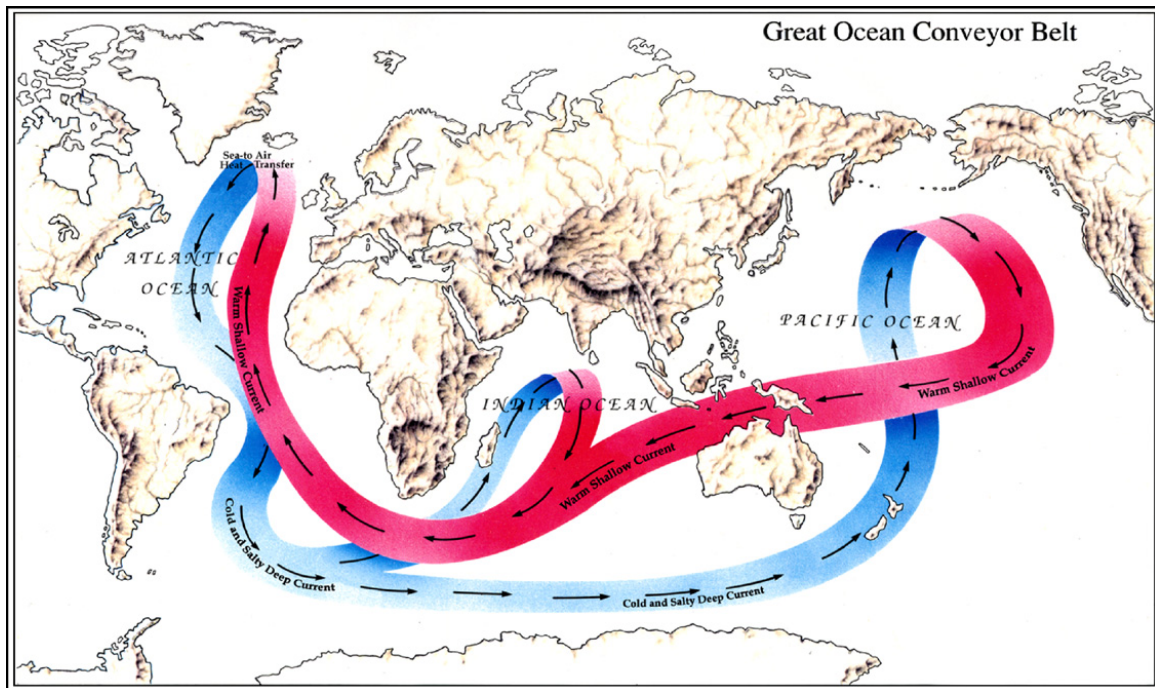 Great Ocean Conveyor Belt
Sea-to Air
Heat Transfer
ATLANTIC
OCEAN
Warm Shallow Current
PACIFIC OCEAN
Warm Shallow Current
INDIAN OCEAN
Warm Shallow Current
Cold and Salty Deep Current
Cold and Salty Deep Current